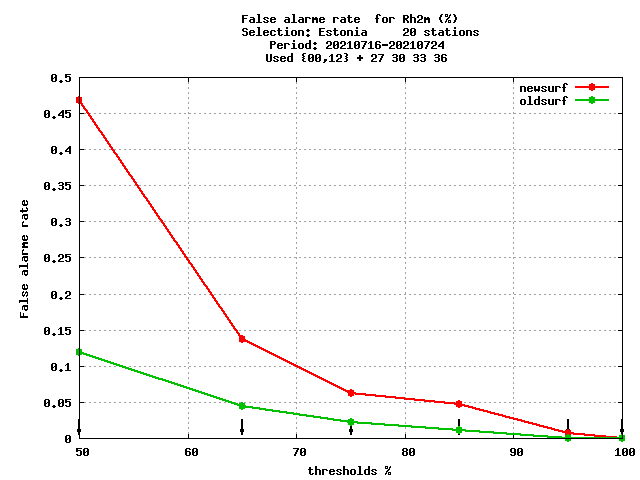 False alarme rate  for Rh2m (%)
Selection: Estonia     20 stations
Period: 20210716-20210724
Used {00,12} + 27 30 33 36
newsurf
oldsurf
0.5
0.45
0.4
0.35
0.3
0.25
0.2
0.15
0.1
0.05
0
False alarme rate
50 60 70 80 90 100
thresholds %